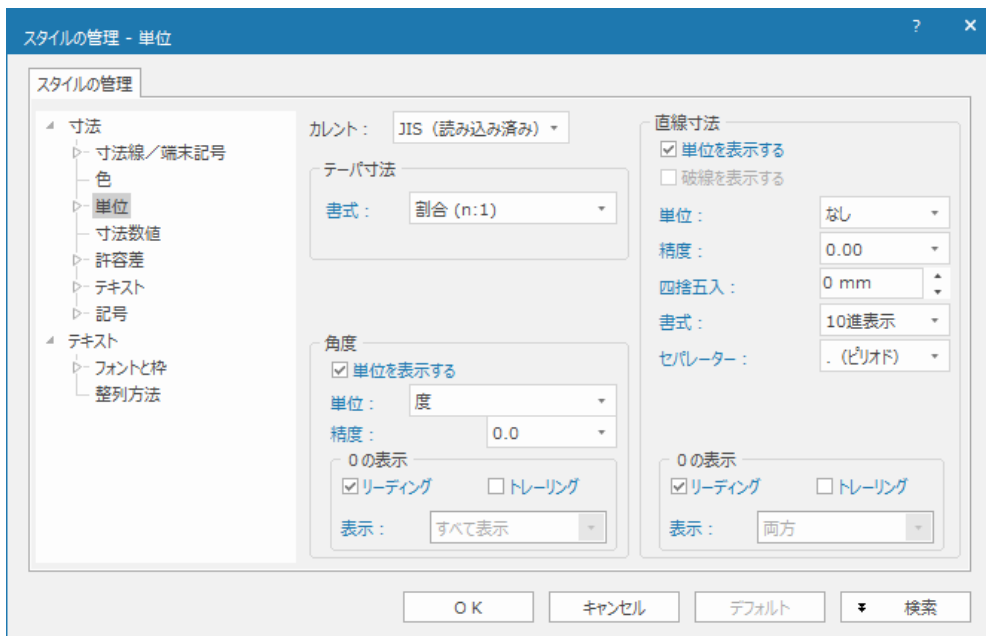 スタイルの管理 - 単位
?
×
スタイルの管理
寸法
寸法線/端末記号
色
単位
寸法数値
許容差
テキスト
記号
テキスト
フォントと枠
整列方法
カレント:
JIS (読み込み済み)
テーパ寸法
書式:
割合 (n:1)
角度
単位を表示する
単位:
度
精度:
0.0
0 の表示
リーディング
トレーリング
表示:
すべて表示
直線寸法
単位を表示する
破線を表示する
単位:
なし
精度:
0.00
四捨五入:
0 mm
書式:
10進表示
セパレーター:
. (ピリオド)
0 の表示
リーディング
トレーリング
表示:
両方
OK
キャンセル
デフォルト
検索